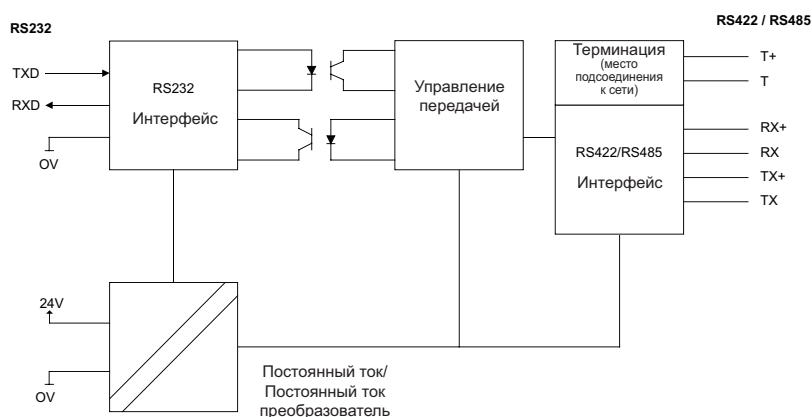 RS232
RS422 / RS485
TXD
RXD
OV
RS232
Интерфейс
Управление
передачей
Терминация
(место
подсоединения
к сети)
T+
T
RS422/RS485
Интерфейс
RX+
RX
TX+
TX
24V
OV
Постоянный ток/
Постоянный ток
преобразователь